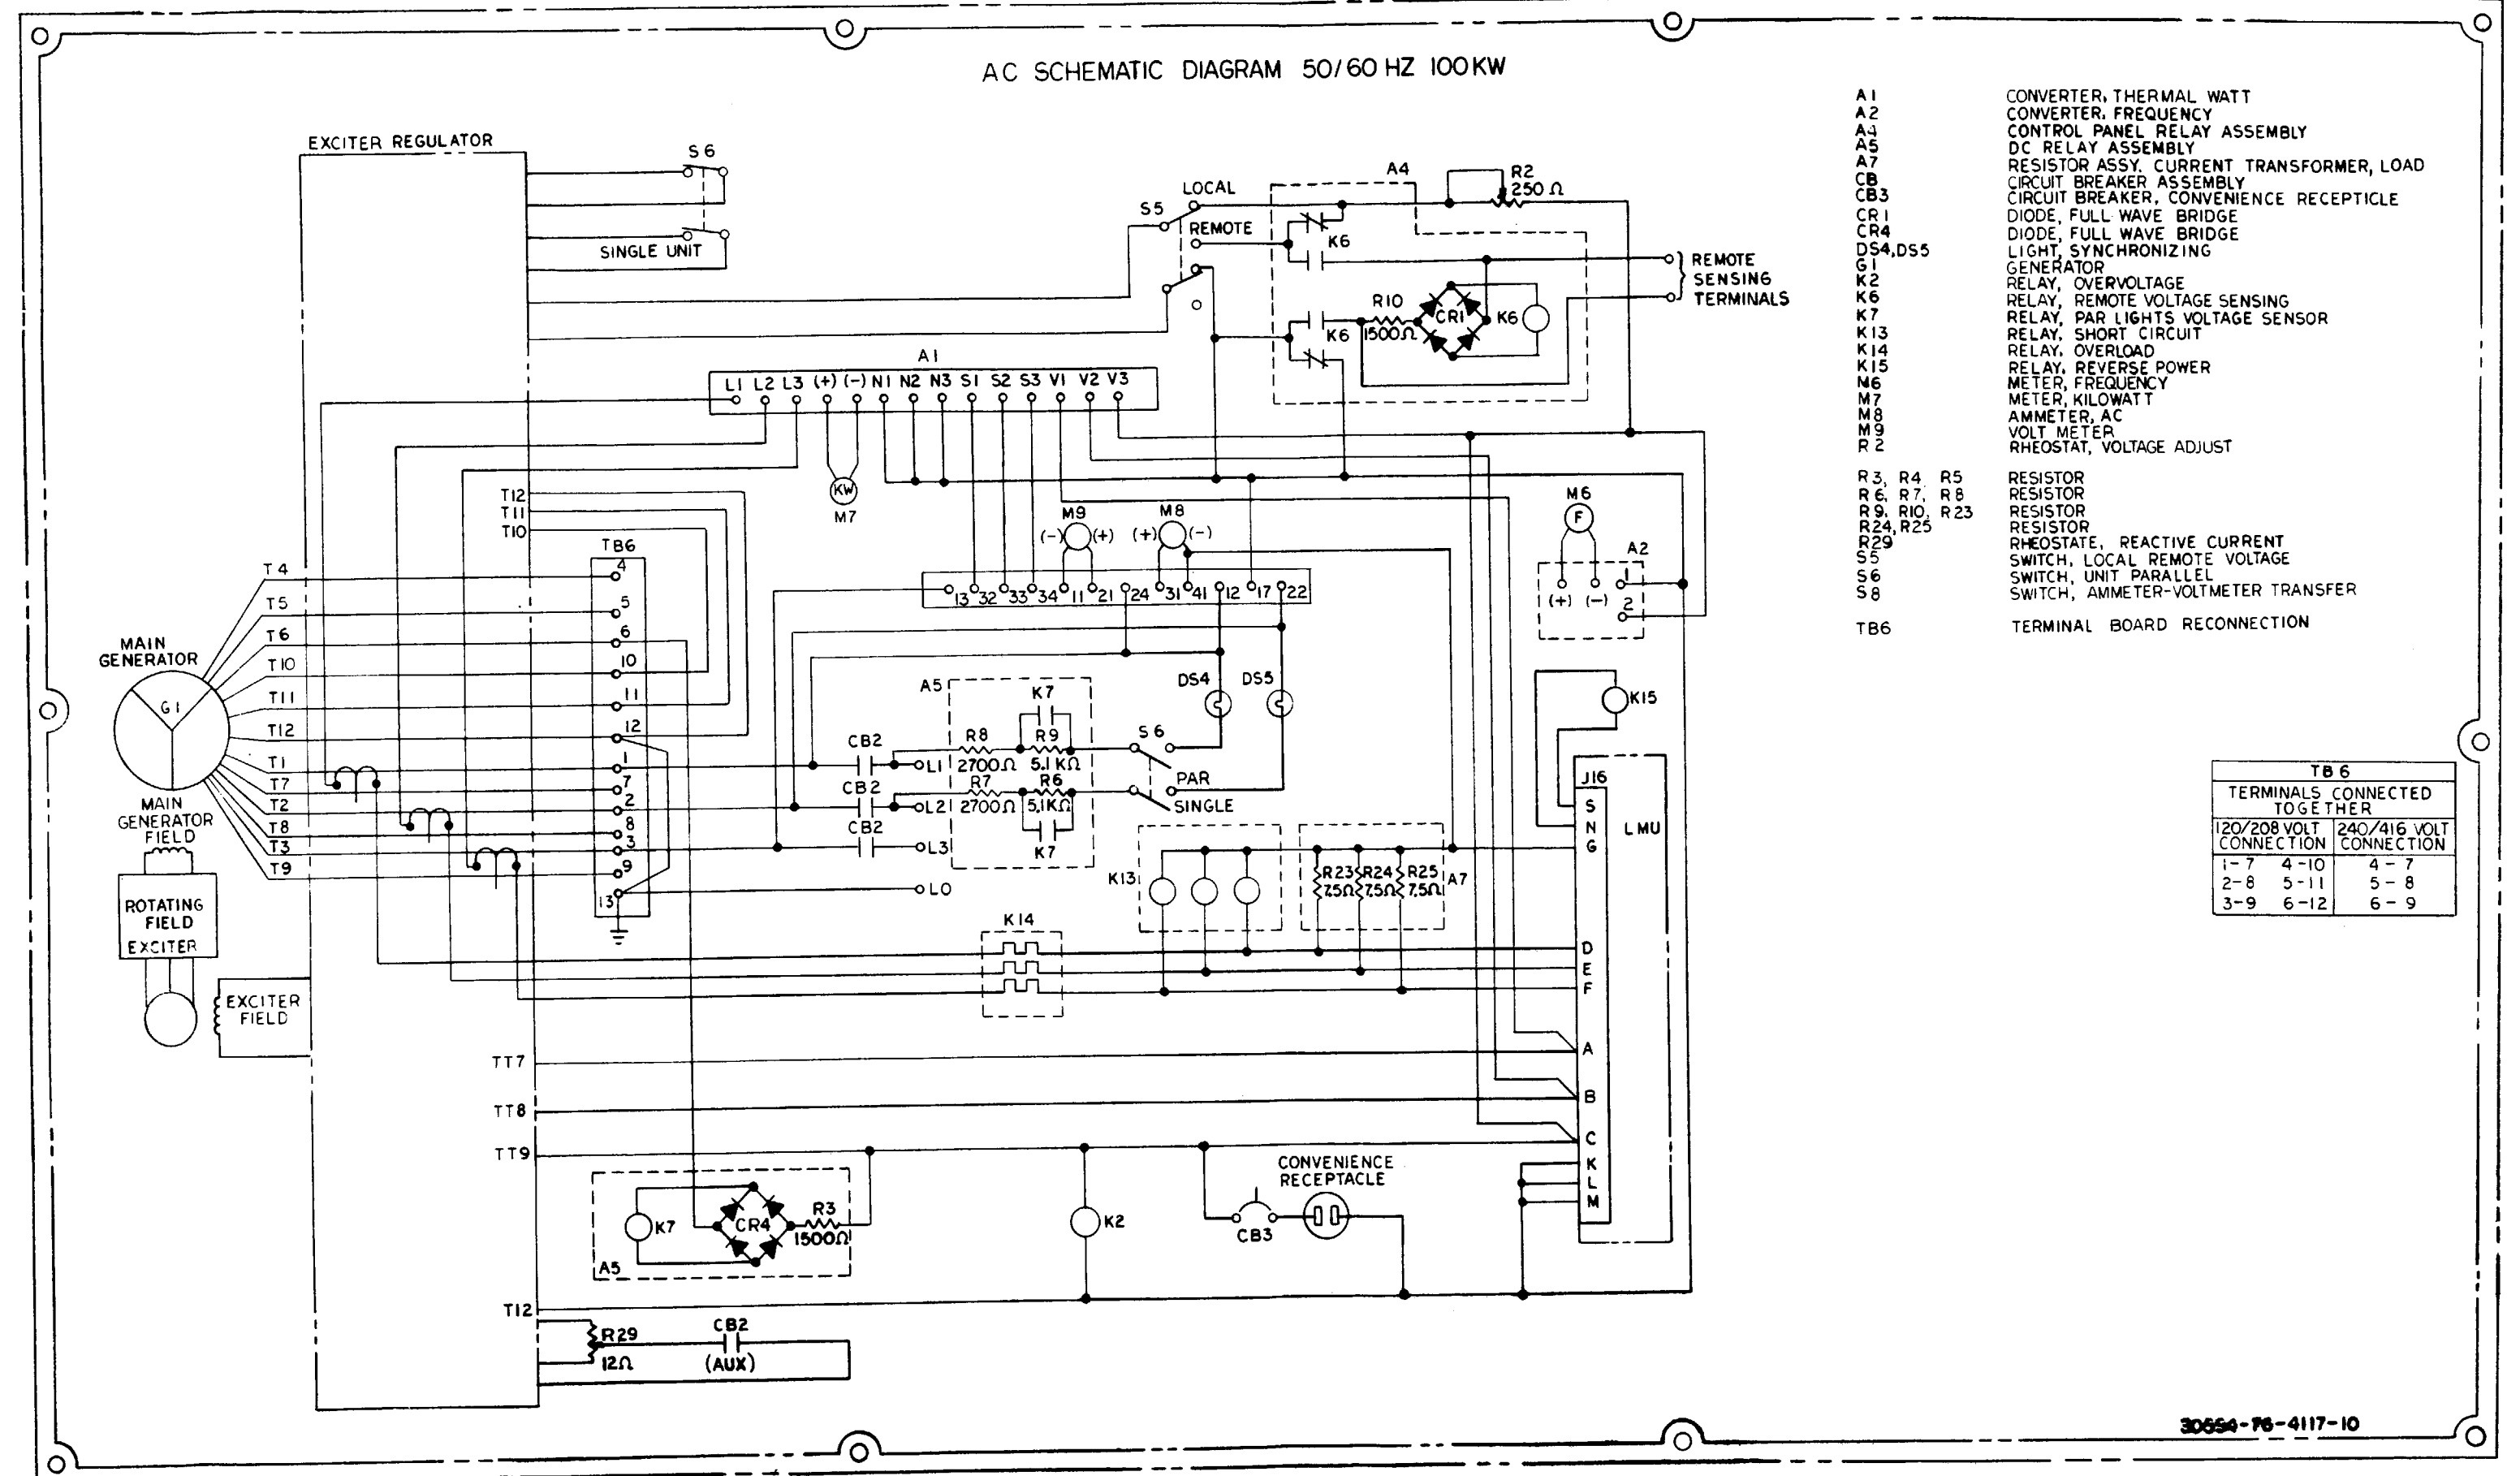 AC SCHEMATIC DIAGRAM 50/60 HZ 100KW
EXCITER REGULATOR
S6
SINGLE UNIT
LOCAL
S5
REMOTE
A4
R2
250 Ω
K6
R10
1500Ω
CR1
K6
K6
REMOTE
SENSING
TERMINALS
A1
L1 L2 L3 (+) (-) N1 N2 N3 S1 S2 S3 V1 V2 V3
KW
M7
T12
T11
T10
TB6
M9
(-) (+)
M8
(+) (-)
M6
F
A2
(+) (-) 1
2
13 32 33 34 11 21 24 31 41 12 17 22
MAIN
GENERATOR
G1
T4
T5
T6
T10
T11
T12
T1
T7
T2
T8
T3
T9
4
5
6
10
11
12
1
7
2
8
3
9
13
MAIN
GENERATOR
FIELD
ROTATING
FIELD
EXCITER
EXCITER
FIELD
CB2
L1
CB2
L2
CB2
L3
LO
A5
K7
R8 R9
2700Ω 5.1KΩ
R7 R6
2700Ω 5.1KΩ
K7
S6
PAR
SINGLE
DS4 DS5
K15
J16
LMU
S
N
G
D
E
F
A
B
C
K
L
M
K13
R23 R24 R25
7.5Ω 7.5Ω 7.5Ω
A7
K14
TT7
TT8
TT9
K7
CR4
R3
1500Ω
A5
K2
CONVENIENCE
RECEPTACLE
CB3
T12
R29
12Ω
CB2
(AUX)
A1 CONVERTER, THERMAL WATT
A2 CONVERTER, FREQUENCY
A4 CONTROL PANEL RELAY ASSEMBLY
A5 DC RELAY ASSEMBLY
A7 RESISTOR ASSY. CURRENT TRANSFORMER, LOAD
CB CIRCUIT BREAKER ASSEMBLY
CB3 CIRCUIT BREAKER, CONVENIENCE RECEPTICLE
CR1 DIODE, FULL WAVE BRIDGE
CR4 DIODE, FULL WAVE BRIDGE
DS4,DS5 LIGHT, SYNCHRONIZING
G1 GENERATOR
K2 RELAY, OVERVOLTAGE
K6 RELAY, REMOTE VOLTAGE SENSING
K7 RELAY, PAR LIGHTS VOLTAGE SENSOR
K13 RELAY, SHORT CIRCUIT
K14 RELAY, OVERLOAD
K15 RELAY, REVERSE POWER
M6 METER, FREQUENCY
M7 METER, KILOWATT
M8 AMMETER, AC
M9 VOLT METER
R2 RHEOSTAT, VOLTAGE ADJUST
R3, R4 R5 RESISTOR
R6, R7, R8 RESISTOR
R9, R10, R23 RESISTOR
R24, R25 RESISTOR
R29 RHEOSTATE, REACTIVE CURRENT
S5 SWITCH, LOCAL REMOTE VOLTAGE
S6 SWITCH, UNIT PARALLEL
S8 SWITCH, AMMETER-VOLTMETER TRANSFER
TB6 TERMINAL BOARD RECONNECTION
TB 6
TERMINALS CONNECTED
TOGETHER
120/208 VOLT 240/416 VOLT
CONNECTION CONNECTION
1-7 4-10 4-7
2-8 5-11 5-8
3-9 6-12 6-9
30554-76-4117-10